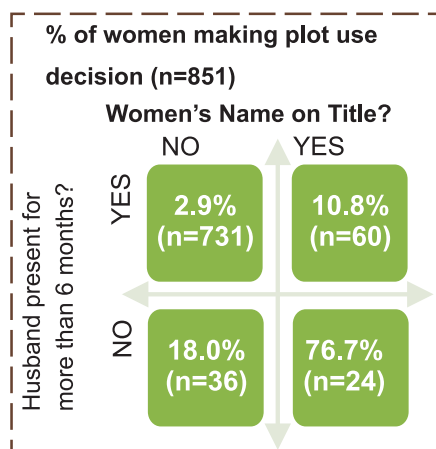 % of women making plot use
decision (n=851)
Women’s Name on Title?
NO YES
Husband present for
more than 6 months?
YES
2.9%
(n=731)
10.8%
(n=60)
NO
18.0%
(n=36)
76.7%
(n=24)